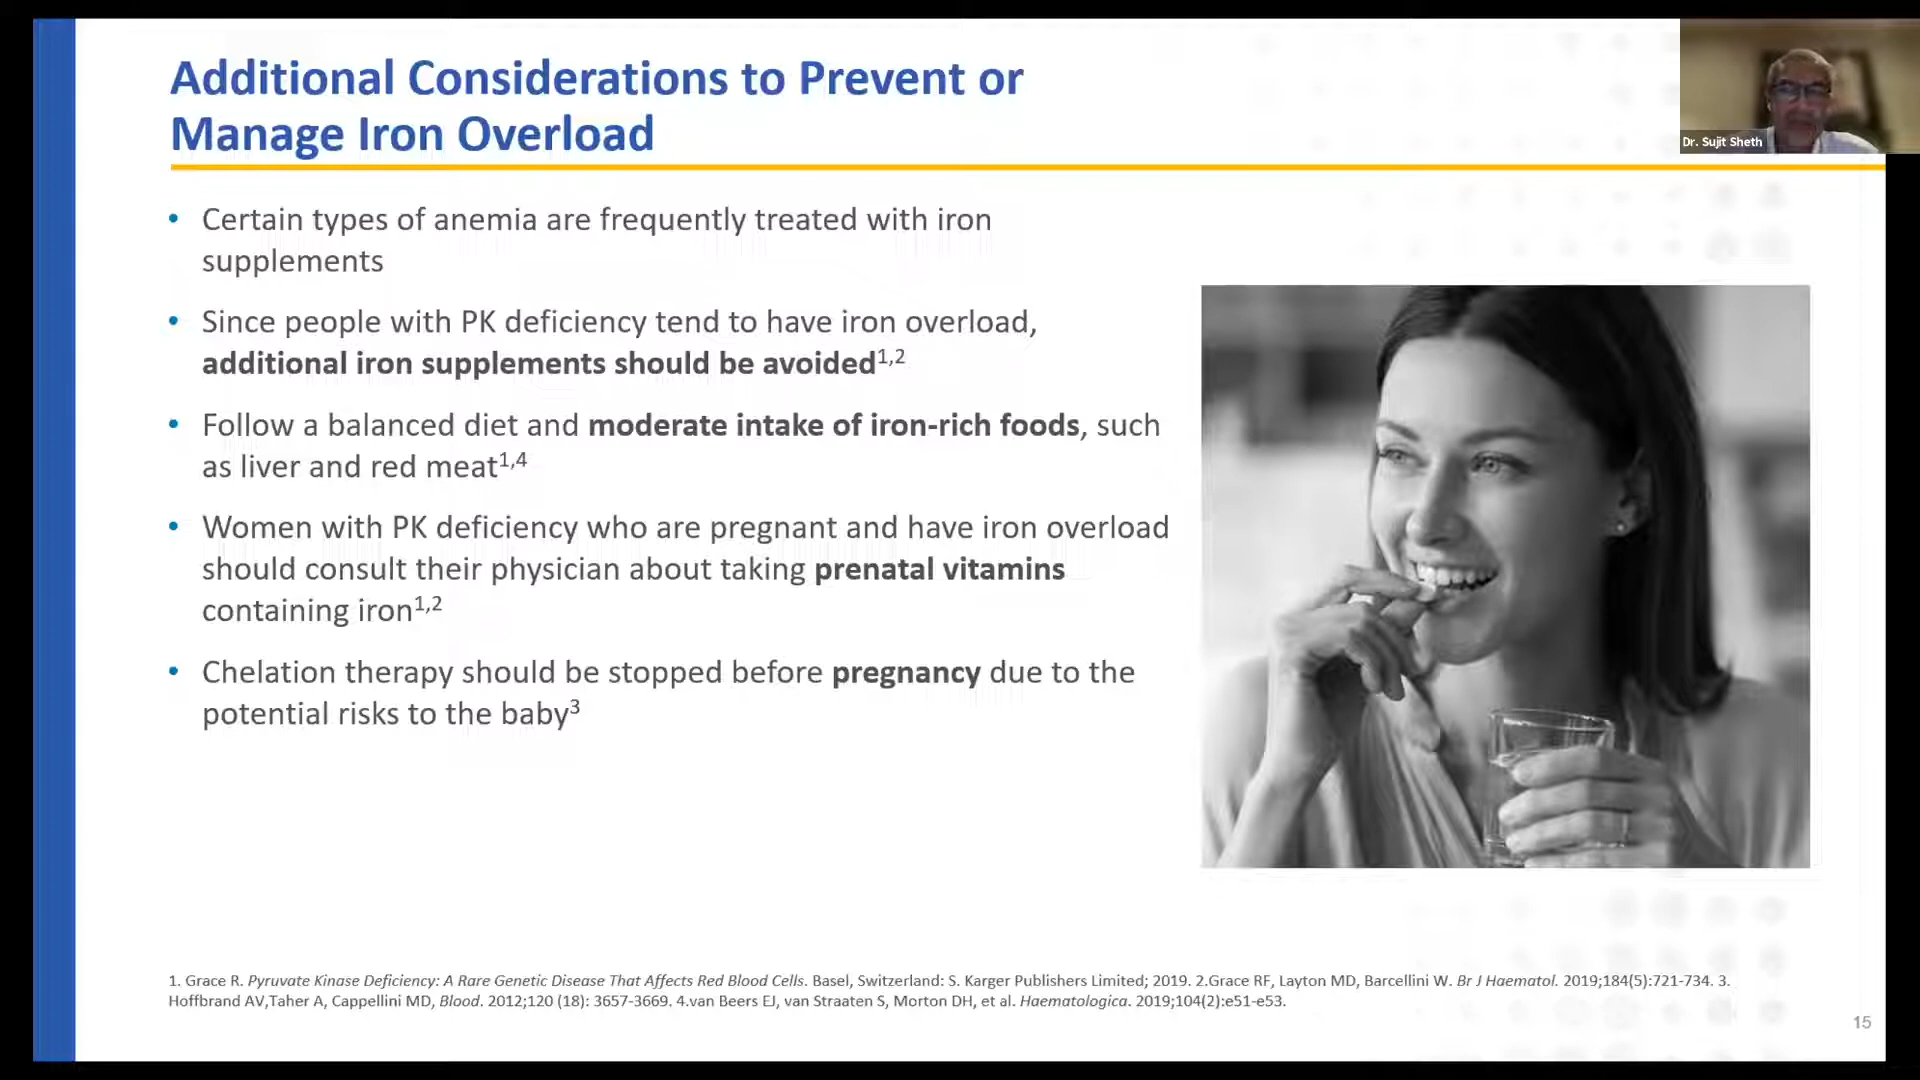 Additional Considerations to Prevent or
Manage Iron Overload
Dr. Sujit Sheth
• Certain types of anemia are frequently treated with iron
supplements
• Since people with PK deficiency tend to have iron overload,
additional iron supplements should be avoided1,2
• Follow a balanced diet and moderate intake of iron-rich foods, such
as liver and red meat1,4
• Women with PK deficiency who are pregnant and have iron overload
should consult their physician about taking prenatal vitamins
containing iron1,2
• Chelation therapy should be stopped before pregnancy due to the
potential risks to the baby3
1. Grace R. Pyruvate Kinase Deficiency: A Rare Genetic Disease That Affects Red Blood Cells. Basel, Switzerland: S. Karger Publishers Limited; 2019. 2.Grace RF, Layton MD, Barcellini W. Br J Haematol. 2019;184(5):721-734. 3.
Hoffbrand AV,Taher A, Cappellini MD, Blood. 2012;120 (18): 3657-3669. 4.van Beers EJ, van Straaten S, Morton DH, et al. Haematologica. 2019;104(2):e51-e53.
15